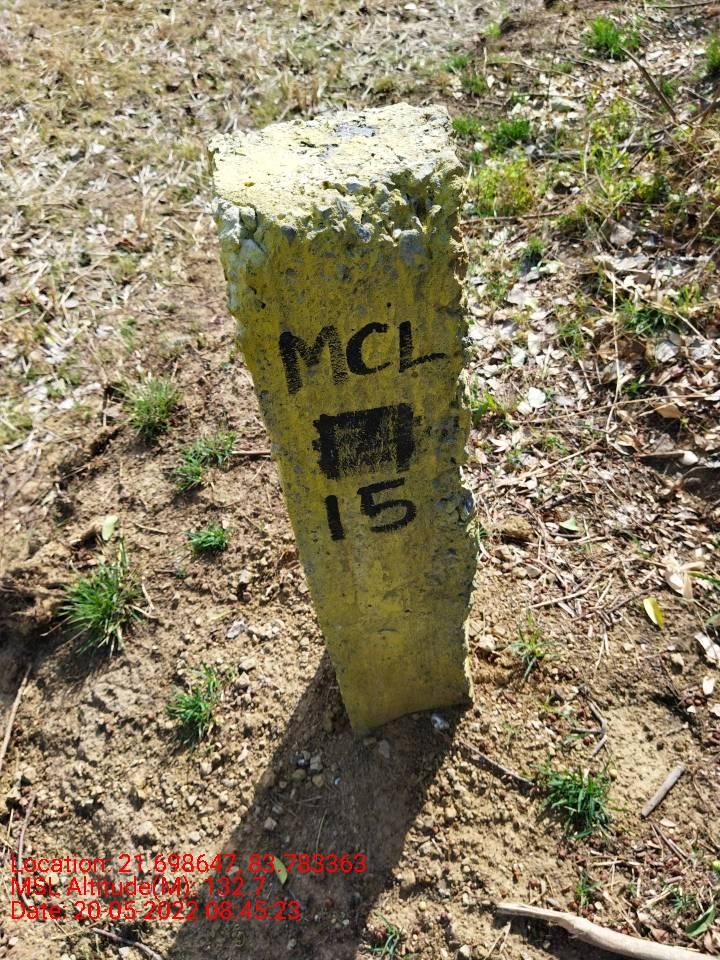 MCL
15
Location: 21.698647, 83.783363
MSL Altitude(M): 132.7
Date: 20-05-2022 08:45:23